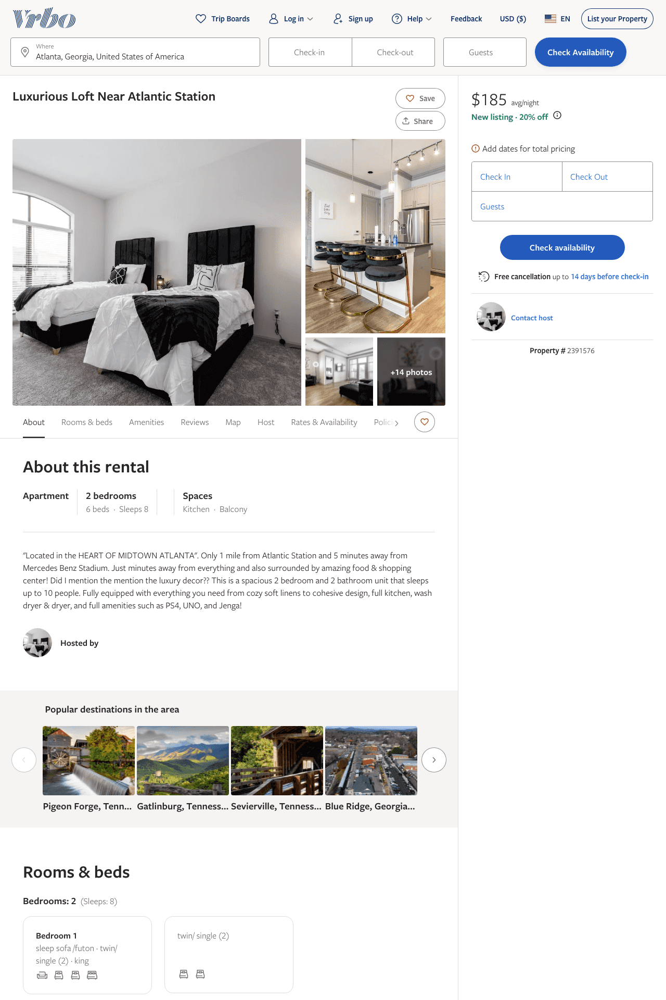 Vrbo
Trip Boards
Log in
Sign up
Help
Feedback
USD ($)
EN
List your Property
Where
Atlanta, Georgia, United States of America
Check-in
Check-out
Guests
Check Availability
Luxurious Loft Near Atlantic Station
Save
Share
+14 photos
$185 avg/night
New listing · 20% off
Add dates for total pricing
Check In
Check Out
Guests
Check availability
Free cancellation up to 14 days before check-in
Contact host
Property # 2391576
About
Rooms & beds
Amenities
Reviews
Map
Host
Rates & Availability
Polici
About this rental
Apartment
2 bedrooms
6 beds · Sleeps 8
Spaces
Kitchen · Balcony
"Located in the HEART OF MIDTOWN ATLANTA". Only 1 mile from Atlantic Station and 5 minutes away from
Mercedes Benz Stadium. Just minutes away from everything and also surrounded by amazing food & shopping
center! Did I mention the mention the luxury decor?? This is a spacious 2 bedroom and 2 bathroom unit that sleeps
up to 10 people. Fully equipped with everything you need from cozy soft linens to cohesive design, full kitchen, wash
dryer & dryer, and full amenities such as PS4, UNO, and Jenga!
Hosted by
Popular destinations in the area
Pigeon Forge, Tenn...
Gatlinburg, Tenness...
Sevierville, Tenness...
Blue Ridge, Georgia...
Rooms & beds
Bedrooms: 2 (Sleeps: 8)
Bedroom 1
sleep sofa /futon · twin/
single (2) · king
twin/ single (2)